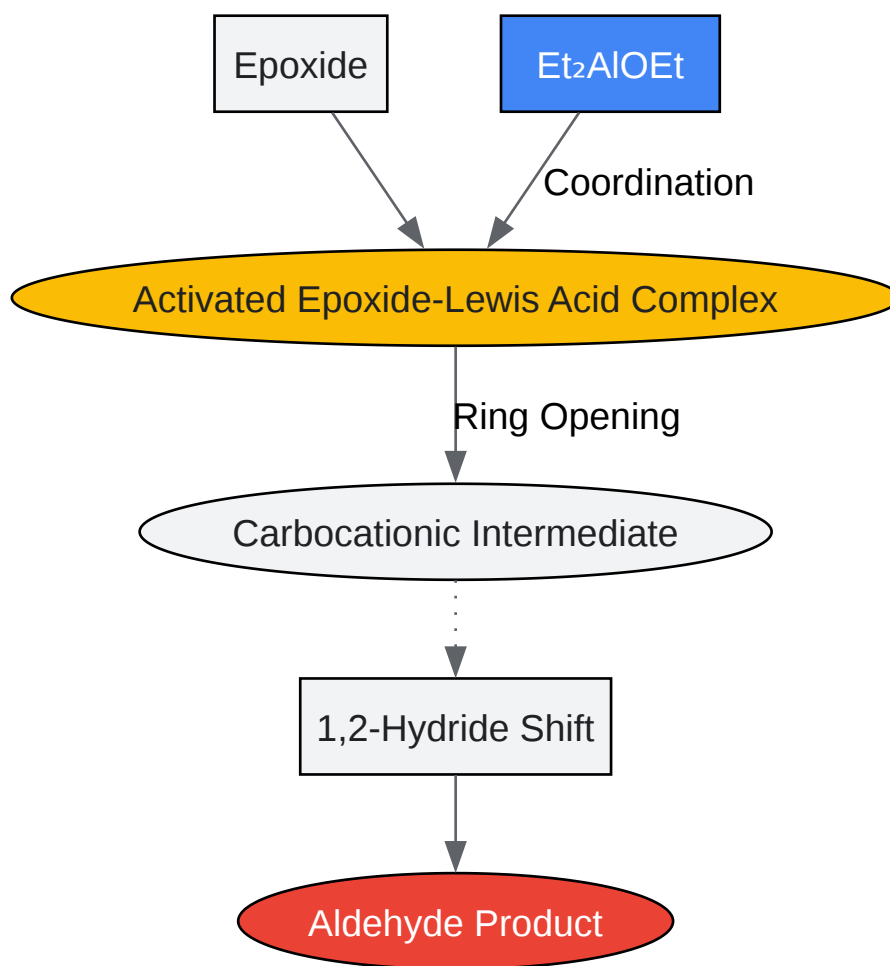 Epoxide
Et₂AlOEt
Coordination
Activated Epoxide-Lewis Acid Complex
Ring Opening
Carbocationic Intermediate
1,2-Hydride Shift
Aldehyde Product